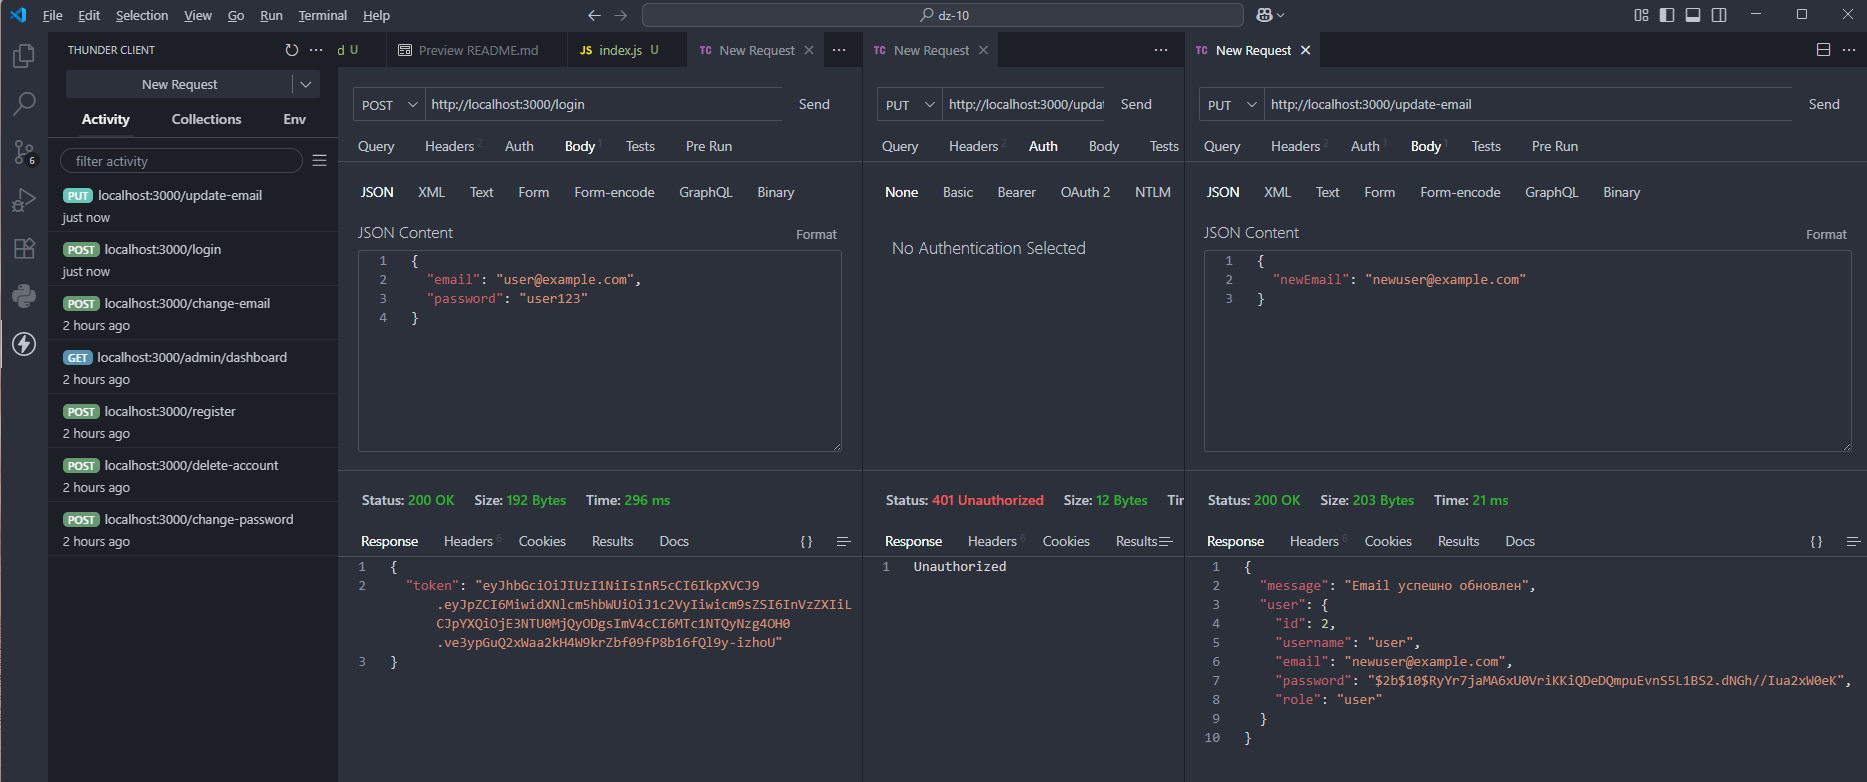 File Edit Selection View Go Run Terminal Help
dz-10
THUNDER CLIENT
New Request
Activity Collections Env
filter activity
PUT localhost:3000/update-email
just now
POST localhost:3000/login
just now
POST localhost:3000/change-email
2 hours ago
GET localhost:3000/admin/dashboard
2 hours ago
POST localhost:3000/register
2 hours ago
POST localhost:3000/delete-account
2 hours ago
POST localhost:3000/change-password
2 hours ago
d U Preview README.md JS index.js U TC New Request
POST http://localhost:3000/login Send
Query Headers 2 Auth Body 1 Tests Pre Run
JSON XML Text Form Form-encode GraphQL Binary
JSON Content
Format
1 {
2 "email": "user@example.com",
3 "password": "user123"
4 }
Status: 200 OK Size: 192 Bytes Time: 296 ms
Response Headers 6 Cookies Results Docs { }
1 {
2 "token": "eyJhbGciOiJIUzI1NiIsInR5cCI6IkpXVCJ9
.eyJpZCI6MiwidXNlcm5hbWUiOiJ1c2VyIiwicm9sZSI6InVzZXIiL
CJpYXQiOjE3NTU0MjQyODgsImV4cCI6MTc1NTQyNzg4OH0
.ve3ypGuQ2xWaa2kH4W9krZbf09fP8b16fQl9y-izhoU"
3 }
TC New Request
PUT http://localhost:3000/updat Send
Query Headers 2 Auth Body Tests
None Basic Bearer OAuth 2 NTLM
No Authentication Selected
Status: 401 Unauthorized Size: 12 Bytes Tir
Response Headers 6 Cookies Results
1 Unauthorized
TC New Request
PUT http://localhost:3000/update-email Send
Query Headers 2 Auth 1 Body 1 Tests Pre Run
JSON XML Text Form Form-encode GraphQL Binary
JSON Content
Format
1 {
2 "newEmail": "newuser@example.com"
3 }
Status: 200 OK Size: 203 Bytes Time: 21 ms
Response Headers 6 Cookies Results Docs { }
1 {
2 "message": "Email успешно обновлен",
3 "user": {
4 "id": 2,
5 "username": "user",
6 "email": "newuser@example.com",
7 "password": "$2b$10$RyYr7jaMA6xU0VriKKiQDeDQmpuEvnS5L1BS2.dNGh//Iua2xW0eK",
8 "role": "user"
9 }
10 }
6